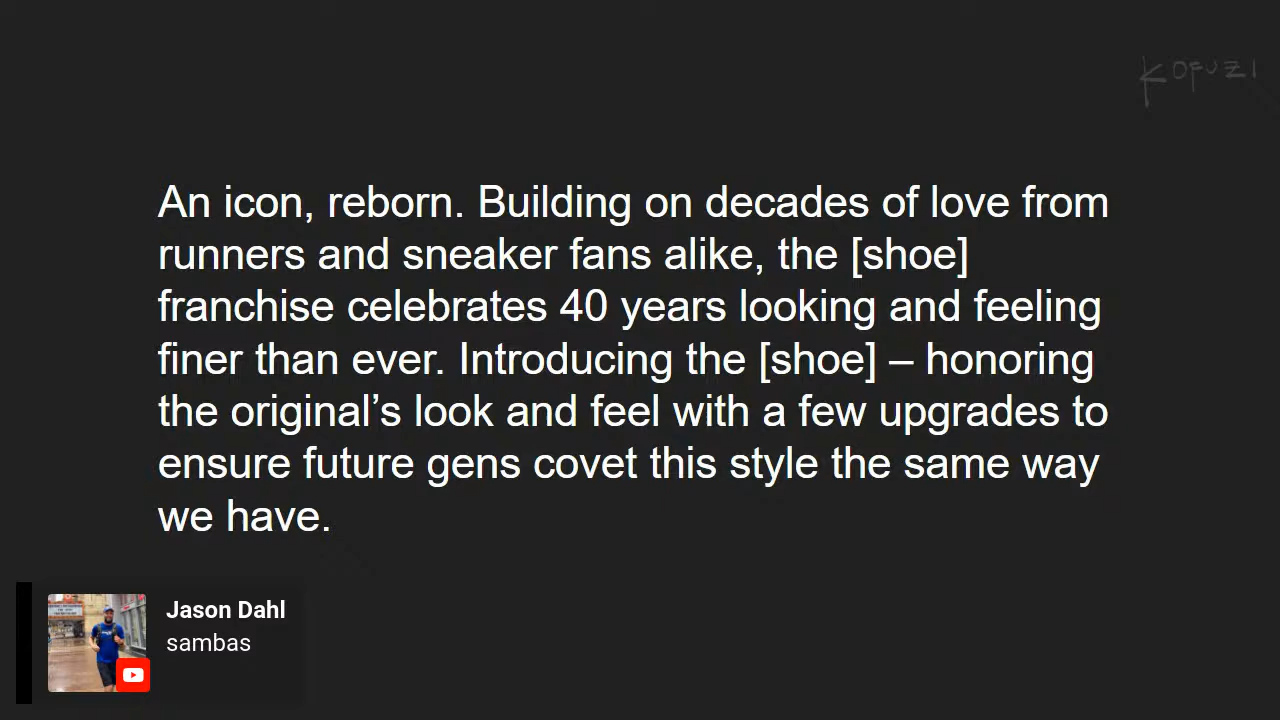 KOFUZI
An icon, reborn. Building on decades of love from
runners and sneaker fans alike, the [shoe]
franchise celebrates 40 years looking and feeling
finer than ever. Introducing the [shoe] – honoring
the original’s look and feel with a few upgrades to
ensure future gens covet this style the same way
we have.
Jason Dahl
sambas